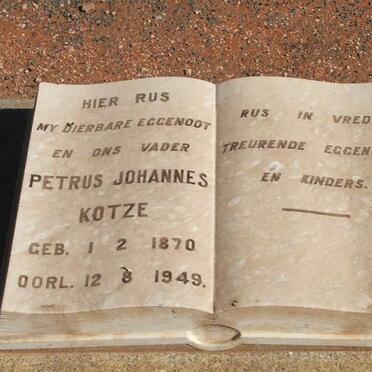 HIER RUS
MY DIERBARE EGGENOOT
EN ONS VADER
PETRUS JOHANNES
KOTZE
GEB. 1 2 1870
OORL. 12 8 1949.
RUS IN VRED
TREURENDE EGGEN
EN KINDERS.